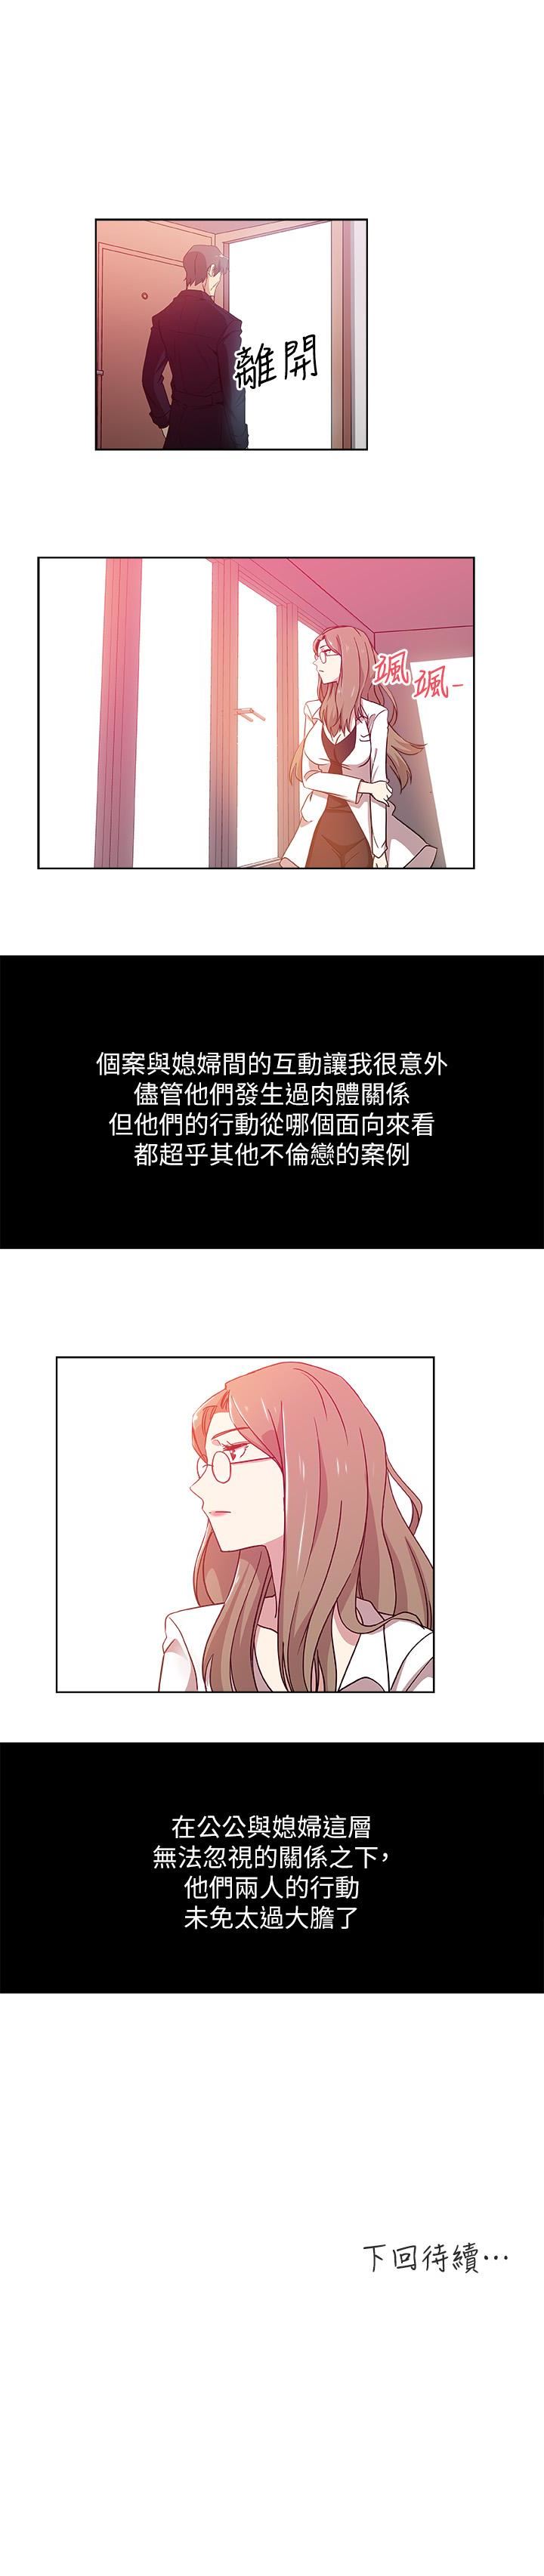 離開
颯颯-
個案與媳婦間的互動讓我很意外
儘管他們發生過肉體關係
但他們的行動從哪個面向來看
都超乎其他不倫戀的案例
在公公與媳婦這層
無法忽視的關係之下,
他們兩人的行動
未免太過大膽了
下回待續…